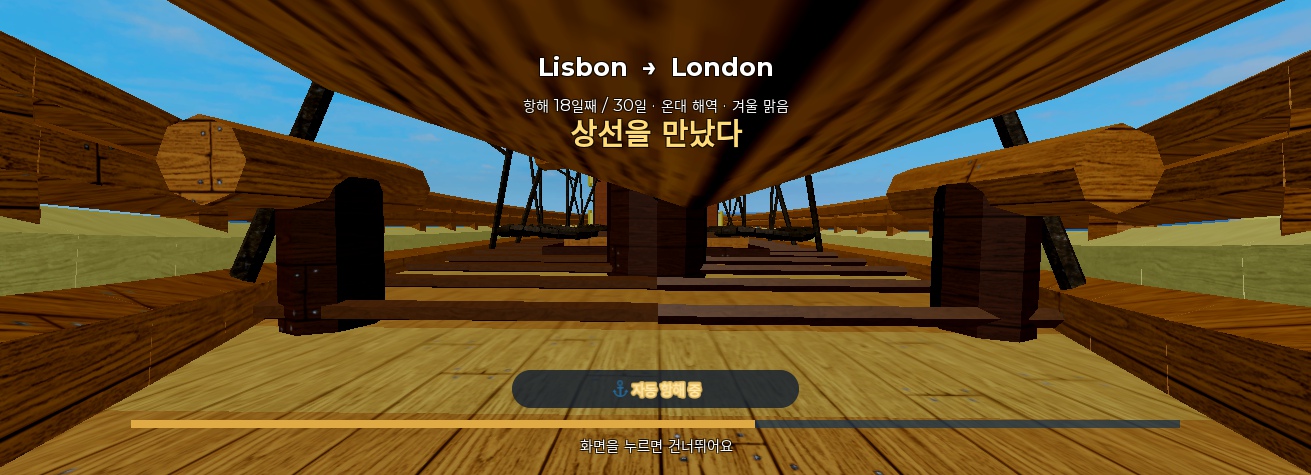 Lisbon → London
항해 18일째 / 30일 · 온대 해역 · 겨울 맑음
상선을 만났다
⚓ 자동 항해 중
화면을 누르면 건너뛰어요